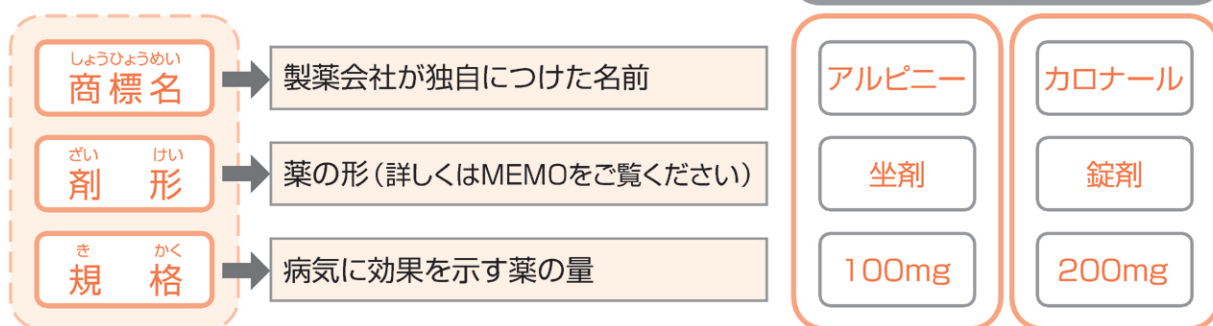 しょうひょうめい
商標名
製薬会社が独自につけた名前
アルピニー
カロナール
ざい けい
剤形
薬の形（詳しくはMEMOをご覧ください）
坐剤
錠剤
き かく
規格
病気に効果を示す薬の量
100mg
200mg